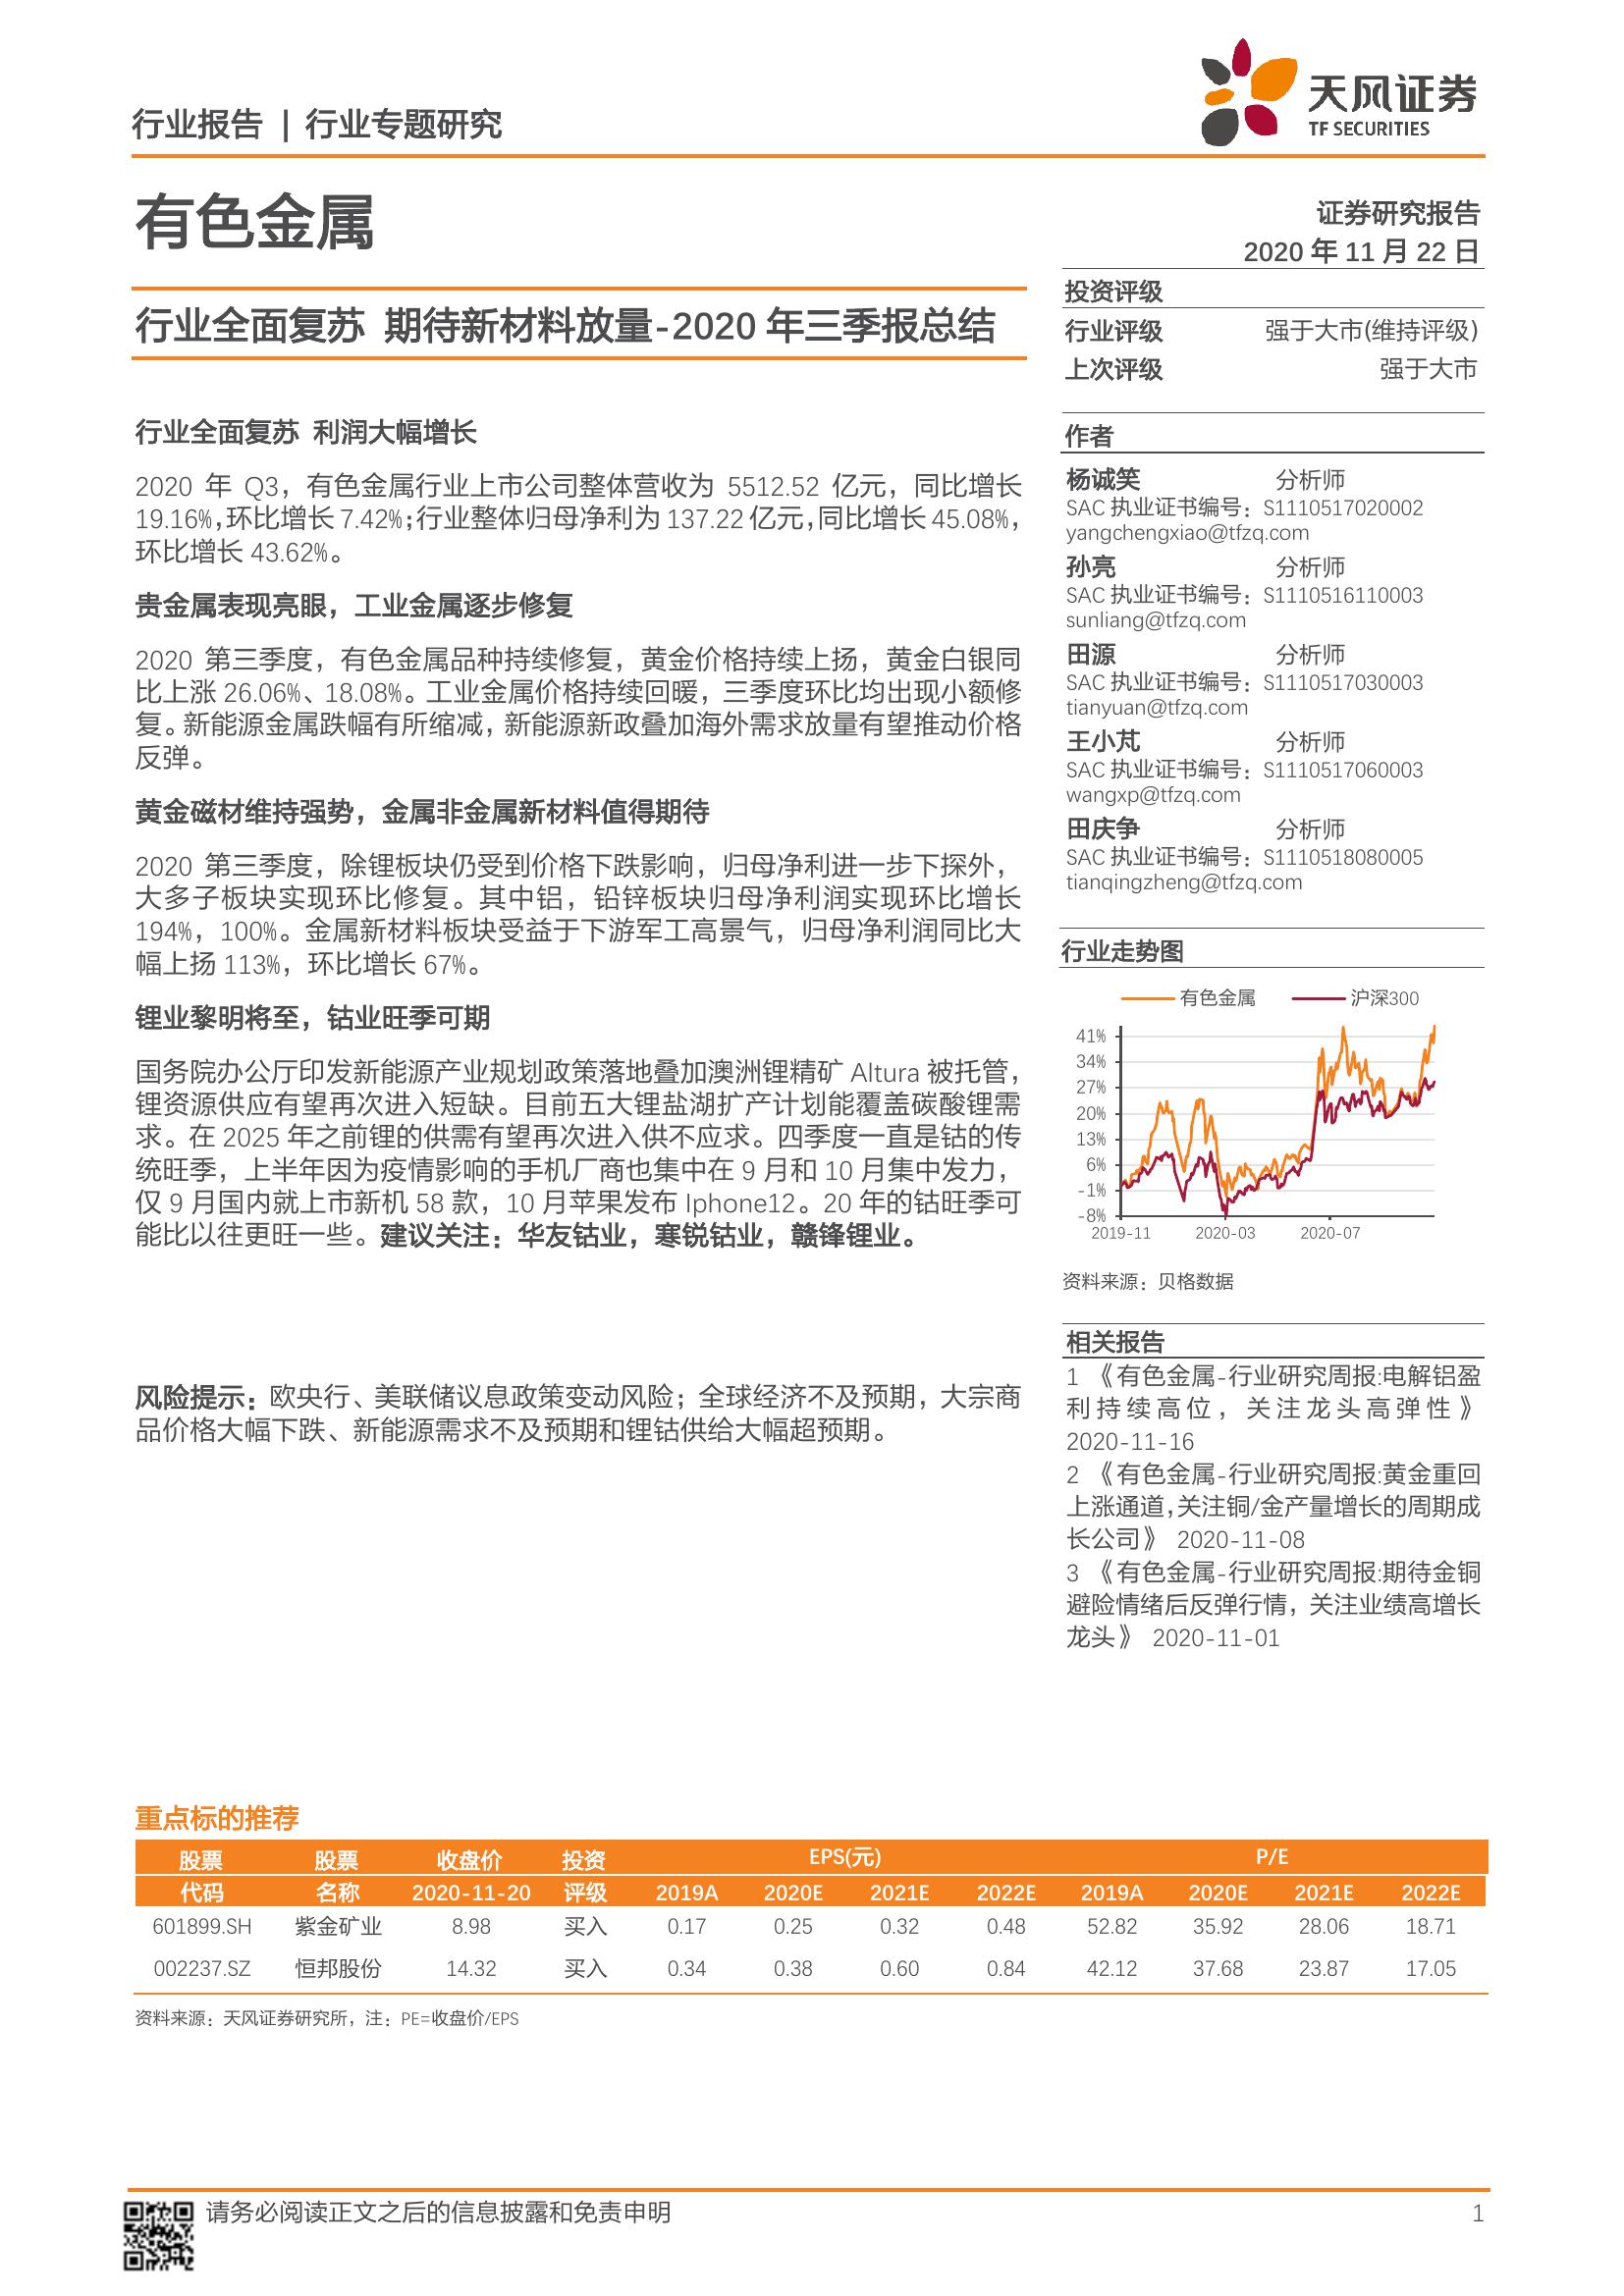 行业报告 | 行业专题研究
天风证券
TF SECURITIES
有色金属
证券研究报告
2020 年 11 月 22 日
行业全面复苏 期待新材料放量-2020 年三季报总结
行业全面复苏 利润大幅增长
2020 年 Q3，有色金属行业上市公司整体营收为 5512.52 亿元，同比增长
19.16%，环比增长 7.42%；行业整体归母净利为 137.22 亿元，同比增长 45.08%，
环比增长 43.62%。
贵金属表现亮眼，工业金属逐步修复
2020 第三季度，有色金属品种持续修复，黄金价格持续上扬，黄金白银同
比上涨 26.06%、18.08%。工业金属价格持续回暖，三季度环比均出现小额修
复。新能源金属跌幅有所缩减，新能源新政叠加海外需求放量有望推动价格
反弹。
黄金磁材维持强势，金属非金属新材料值得期待
2020 第三季度，除锂板块仍受到价格下跌影响，归母净利进一步下探外，
大多子板块实现环比修复。其中铝，铅锌板块归母净利润实现环比增长
194%，100%。金属新材料板块受益于下游军工高景气，归母净利润同比大
幅上扬 113%，环比增长 67%。
锂业黎明将至，钴业旺季可期
国务院办公厅印发新能源产业规划政策落地叠加澳洲锂精矿 Altura 被托管，
锂资源供应有望再次进入短缺。目前五大锂盐湖扩产计划能覆盖碳酸锂需
求。在 2025 年之前锂的供需有望再次进入供不应求。四季度一直是钴的传
统旺季，上半年因为疫情影响的手机厂商也集中在 9 月和 10 月集中发力，
仅 9 月国内就上市新机 58 款，10 月苹果发布 Iphone12。20 年的钴旺季可
能比以往更旺一些。建议关注：华友钴业，寒锐钴业，赣锋锂业。
风险提示：欧央行、美联储议息政策变动风险；全球经济不及预期，大宗商
品价格大幅下跌、新能源需求不及预期和锂钴供给大幅超预期。
投资评级
行业评级 强于大市(维持评级)
上次评级 强于大市
作者
杨诚笑 分析师
SAC 执业证书编号：S1110517020002
yangchengxiao@tfzq.com
孙亮 分析师
SAC 执业证书编号：S1110516110003
sunliang@tfzq.com
田源 分析师
SAC 执业证书编号：S1110517030003
tianyuan@tfzq.com
王小芃 分析师
SAC 执业证书编号：S1110517060003
wangxp@tfzq.com
田庆争 分析师
SAC 执业证书编号：S1110518080005
tianqingzheng@tfzq.com
行业走势图
有色金属 沪深300
41%
34%
27%
20%
13%
6%
-1%
-8%
2019-11 2020-03 2020-07
资料来源：贝格数据
相关报告
1 《有色金属-行业研究周报:电解铝盈
利持续高位，关注龙头高弹性》
2020-11-16
2 《有色金属-行业研究周报:黄金重回
上涨通道，关注铜/金产量增长的周期成
长公司》 2020-11-08
3 《有色金属-行业研究周报:期待金铜
避险情绪后反弹行情，关注业绩高增长
龙头》 2020-11-01
重点标的推荐
股票 股票 收盘价 投资 EPS(元) P/E
代码 名称 2020-11-20 评级 2019A 2020E 2021E 2022E 2019A 2020E 2021E 2022E
601899.SH 紫金矿业 8.98 买入 0.17 0.25 0.32 0.48 52.82 35.92 28.06 18.71
002237.SZ 恒邦股份 14.32 买入 0.34 0.38 0.60 0.84 42.12 37.68 23.87 17.05
资料来源：天风证券研究所，注：PE=收盘价/EPS
请务必阅读正文之后的信息披露和免责申明 1